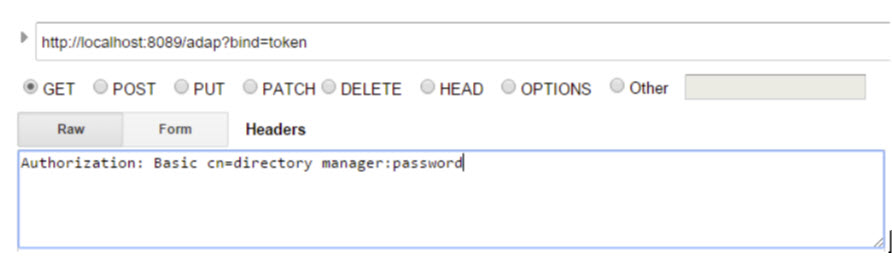 http://localhost:8089/adap?bind=token
GET POST PUT PATCH DELETE HEAD OPTIONS Other
Raw Form Headers
Authorization: Basic cn=directory manager:password